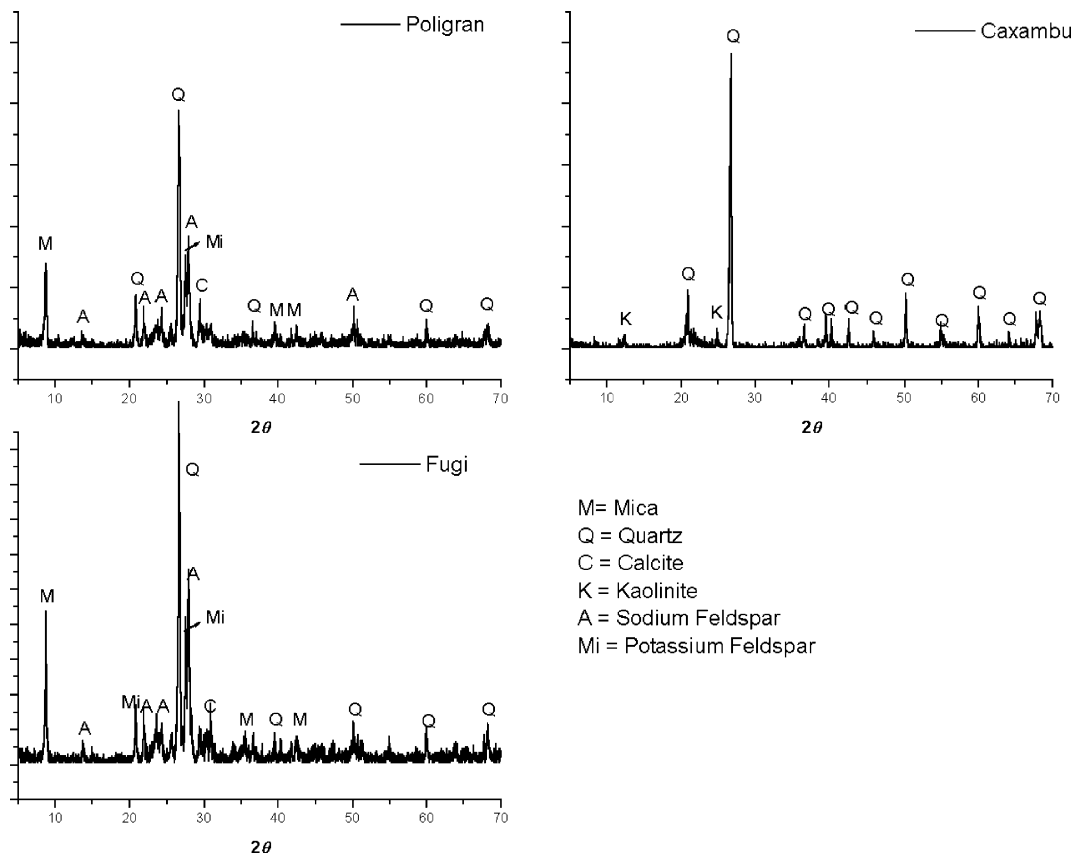 Poligran
Q
A
Mi
M
Q
C
A
A
A
Q
M
M
A
Q
Q
10 20 30 40 50 60 70
2θ
Caxambu
Q
Q
K
K
Q
Q
Q
Q
Q
Q
Q
Q
Q
10 20 30 40 50 60 70
2θ
Fugi
Q
A
M
Mi
Mi
A
A
A
C
M
Q
M
Q
Q
Q
10 20 30 40 50 60 70
2θ
M= Mica
Q = Quartz
C = Calcite
K = Kaolinite
A = Sodium Feldspar
Mi = Potassium Feldspar